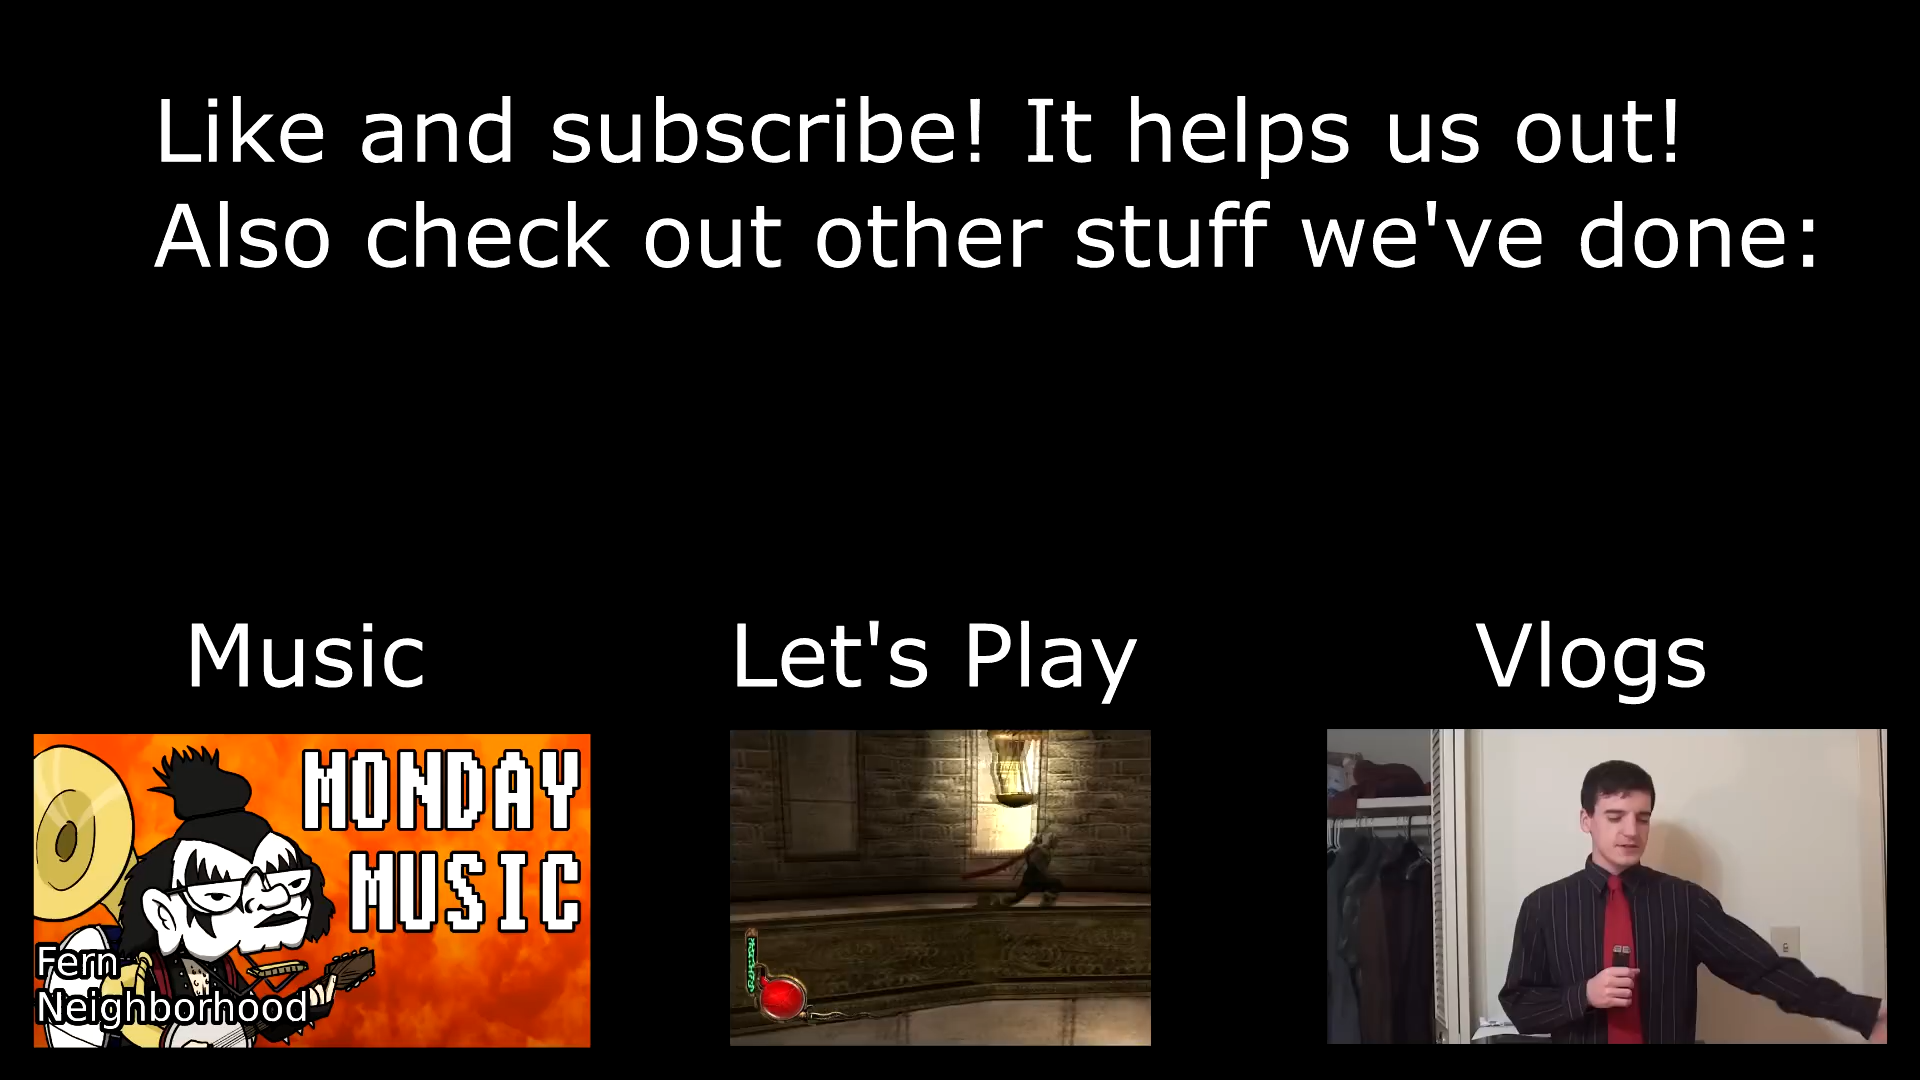 Like and subscribe! It helps us out!
Also check out other stuff we've done:
Music
Let's Play
Vlogs
MONDAY
MUSIC
Fern
Neighborhood